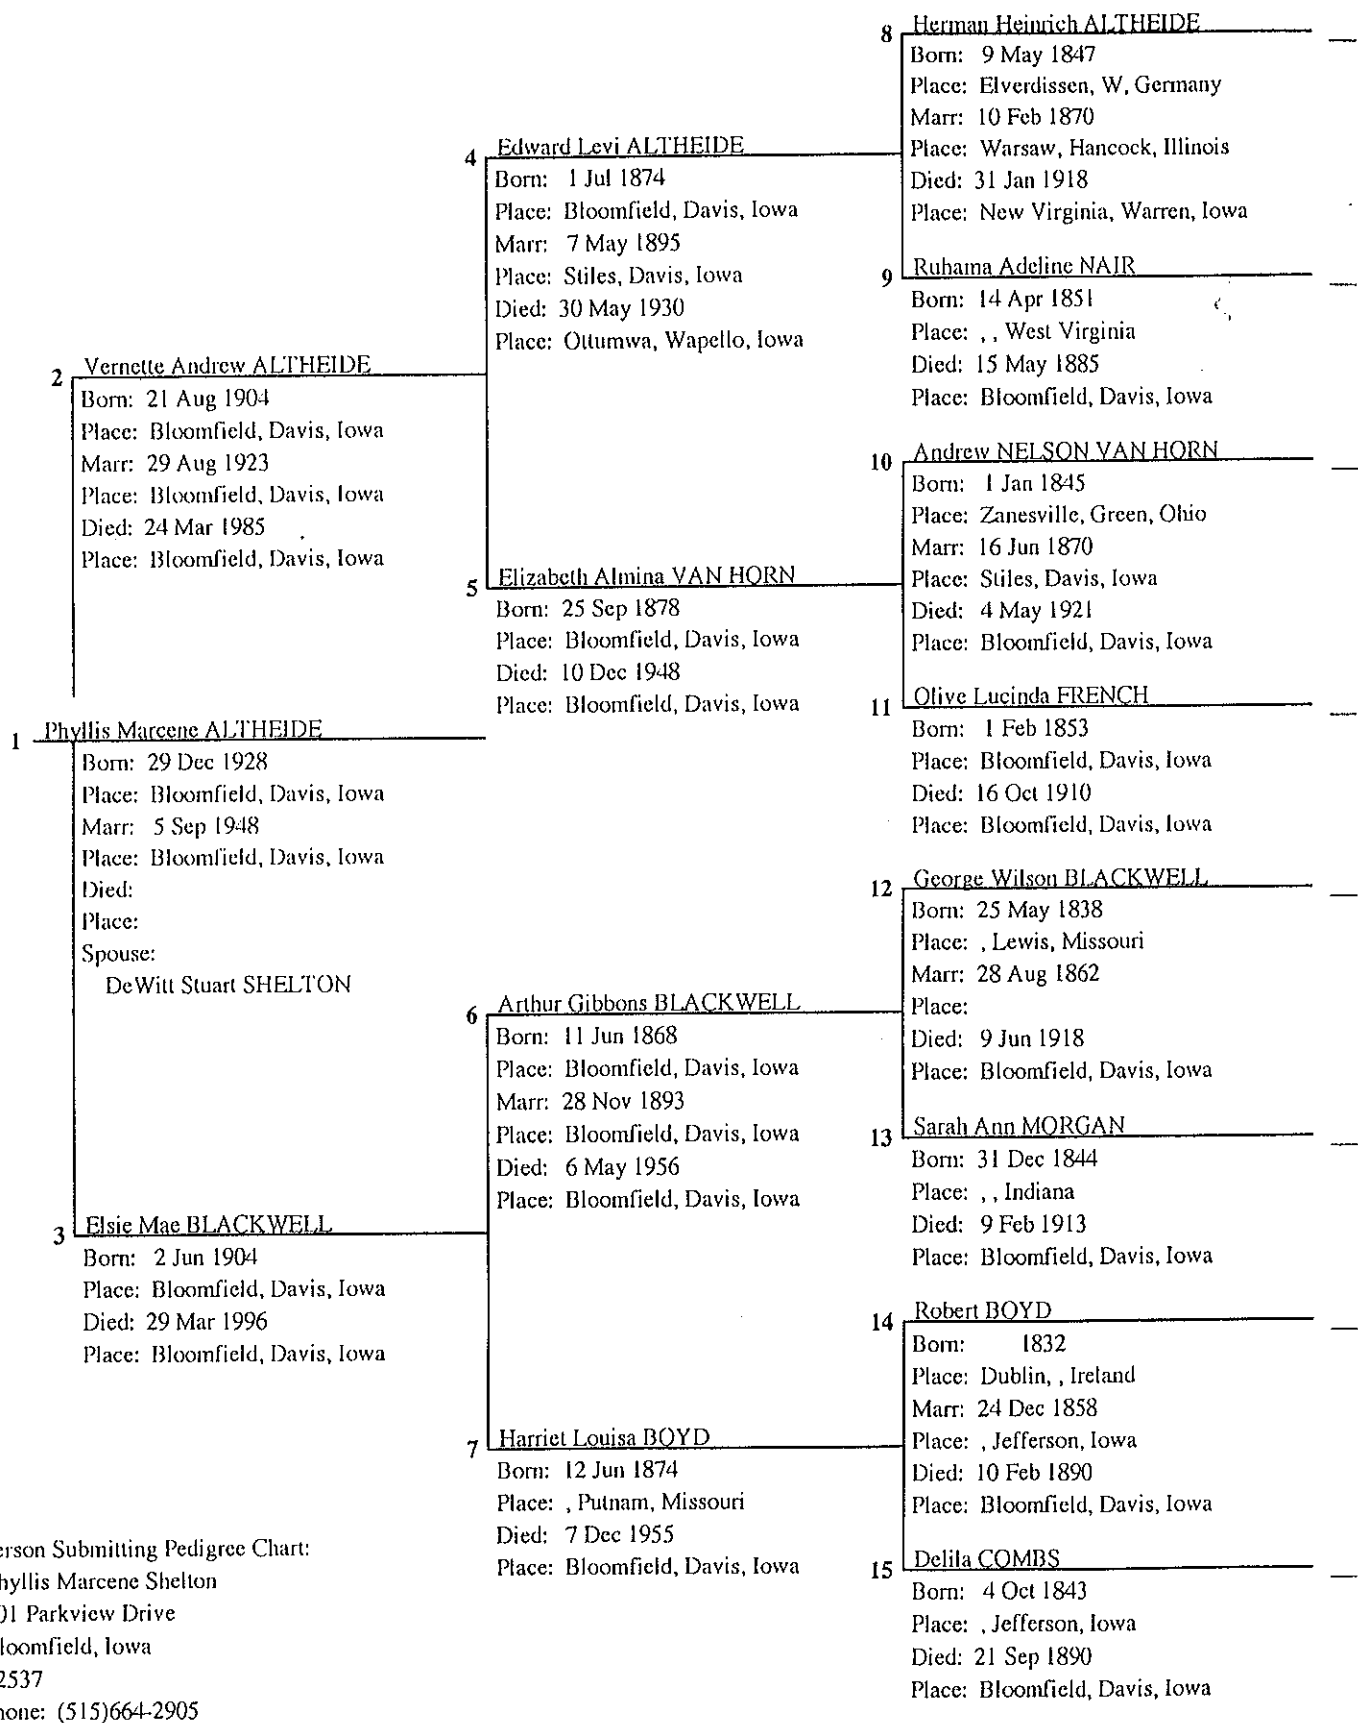 8 Herman Heinrich ALTHEIDE
Born: 9 May 1847
Place: Elverdissen, W, Germany
Marr: 10 Feb 1870
Place: Warsaw, Hancock, Illinois
Died: 31 Jan 1918
Place: New Virginia, Warren, Iowa
4 Edward Levi ALTHEIDE
Born: 1 Jul 1874
Place: Bloomfield, Davis, Iowa
Marr: 7 May 1895
Place: Stiles, Davis, Iowa
Died: 30 May 1930
Place: Ottumwa, Wapello, Iowa
9 Ruhama Adeline NAIR
Born: 14 Apr 1851
Place: , , West Virginia
Died: 15 May 1885
Place: Bloomfield, Davis, Iowa
2 Vernette Andrew ALTHEIDE
Born: 21 Aug 1904
Place: Bloomfield, Davis, Iowa
Marr: 29 Aug 1923
Place: Bloomfield, Davis, Iowa
Died: 24 Mar 1985
Place: Bloomfield, Davis, Iowa
10 Andrew NELSON VAN HORN
Born: 1 Jan 1845
Place: Zanesville, Green, Ohio
Marr: 16 Jun 1870
Place: Stiles, Davis, Iowa
Died: 4 May 1921
Place: Bloomfield, Davis, Iowa
5 Elizabeth Almina VAN HORN
Born: 25 Sep 1878
Place: Bloomfield, Davis, Iowa
Died: 10 Dec 1948
Place: Bloomfield, Davis, Iowa
11 Olive Lucinda FRENCH
Born: 1 Feb 1853
Place: Bloomfield, Davis, Iowa
Died: 16 Oct 1910
Place: Bloomfield, Davis, Iowa
1 Phyllis Marcene ALTHEIDE
Born: 29 Dec 1928
Place: Bloomfield, Davis, Iowa
Marr: 5 Sep 1948
Place: Bloomfield, Davis, Iowa
Died:
Place:
Spouse:
DeWitt Stuart SHELTON
12 George Wilson BLACKWELL
Born: 25 May 1838
Place: , Lewis, Missouri
Marr: 28 Aug 1862
Place:
Died: 9 Jun 1918
Place: Bloomfield, Davis, Iowa
6 Arthur Gibbons BLACKWELL
Born: 11 Jun 1868
Place: Bloomfield, Davis, Iowa
Marr: 28 Nov 1893
Place: Bloomfield, Davis, Iowa
Died: 6 May 1956
Place: Bloomfield, Davis, Iowa
13 Sarah Ann MORGAN
Born: 31 Dec 1844
Place: , , Indiana
Died: 9 Feb 1913
Place: Bloomfield, Davis, Iowa
3 Elsie Mae BLACKWELL
Born: 2 Jun 1904
Place: Bloomfield, Davis, Iowa
Died: 29 Mar 1996
Place: Bloomfield, Davis, Iowa
14 Robert BOYD
Born: 1832
Place: Dublin, , Ireland
Marr: 24 Dec 1858
Place: , Jefferson, Iowa
Died: 10 Feb 1890
Place: Bloomfield, Davis, Iowa
7 Harriet Louisa BOYD
Born: 12 Jun 1874
Place: , Putnam, Missouri
Died: 7 Dec 1955
Place: Bloomfield, Davis, Iowa
15 Delila COMBS
Born: 4 Oct 1843
Place: , Jefferson, Iowa
Died: 21 Sep 1890
Place: Bloomfield, Davis, Iowa
erson Submitting Pedigree Chart:
hyllis Marcene Shelton
01 Parkview Drive
loomfield, Iowa
2537
hone: (515)664-2905